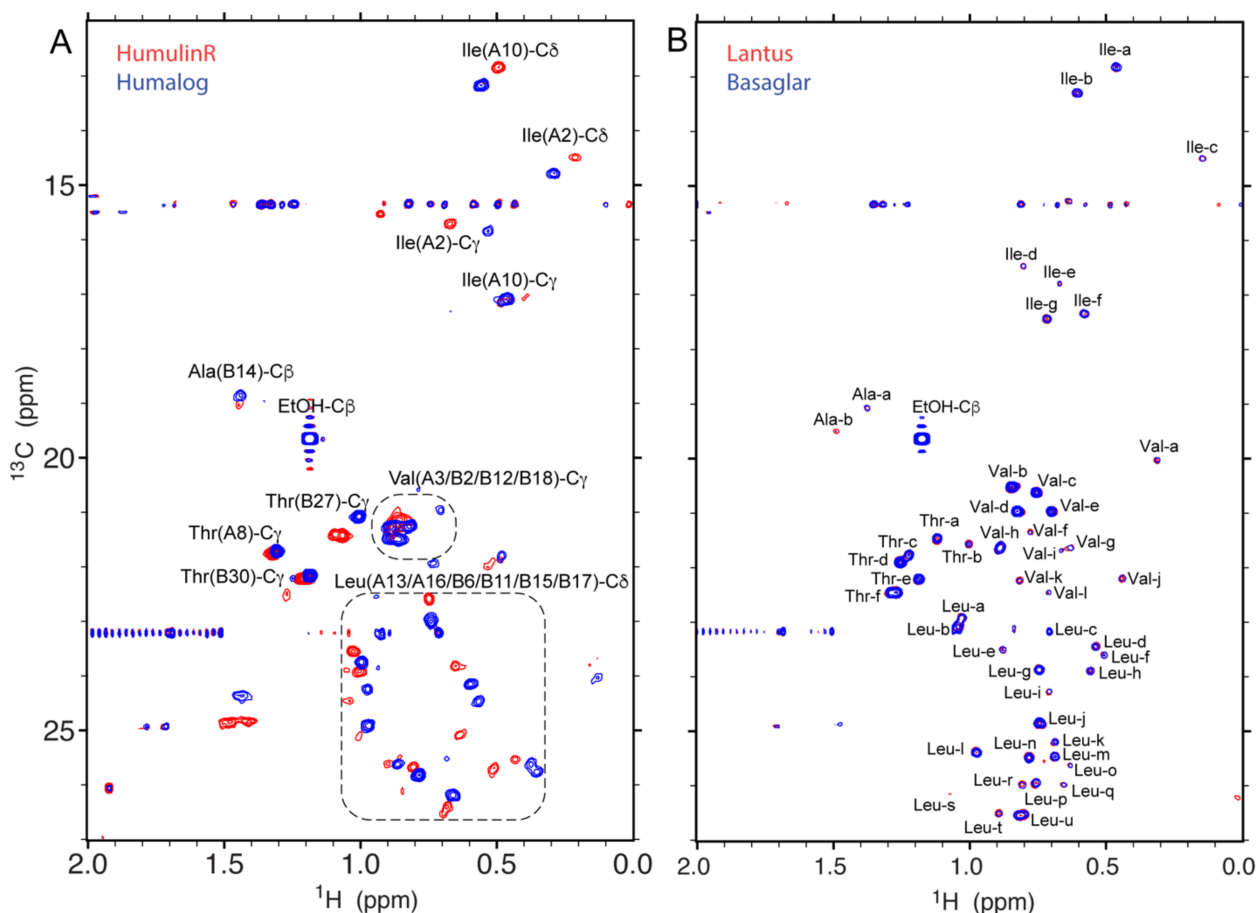 A
HumulinR
Humalog
Ile(A10)-Cδ
Ile(A2)-Cδ
15
Ile(A2)-Cγ
Ile(A10)-Cγ
Ala(B14)-Cβ
EtOH-Cβ
20
Val(A3/B2/B12/B18)-Cγ
Thr(B27)-Cγ
Thr(A8)-Cγ
Thr(B30)-Cγ
Leu(A13/A16/B6/B11/B15/B17)-Cδ
25
¹³C (ppm)
2.0 1.5 1.0 0.5 0.0
¹H (ppm)
B
Lantus
Basaglar
Ile-a
Ile-b
Ile-c
Ile-d
Ile-e
Ile-g
Ile-f
Ala-a
Ala-b
EtOH-Cβ
Val-a
Val-b
Val-c
Val-d
Val-e
Thr-a
Val-h
Val-f
Val-g
Thr-c
Thr-b
Val-i
Thr-d
Thr-e
Val-k
Val-j
Thr-f
Val-l
Leu-a
Leu-b
Leu-c
Leu-d
Leu-e
Leu-f
Leu-g
Leu-h
Leu-i
Leu-j
Leu-l
Leu-n
Leu-k
Leu-m
Leu-o
Leu-r
Leu-q
Leu-s
Leu-p
Leu-t
Leu-u
2.0 1.5 1.0 0.5 0.0
¹H (ppm)